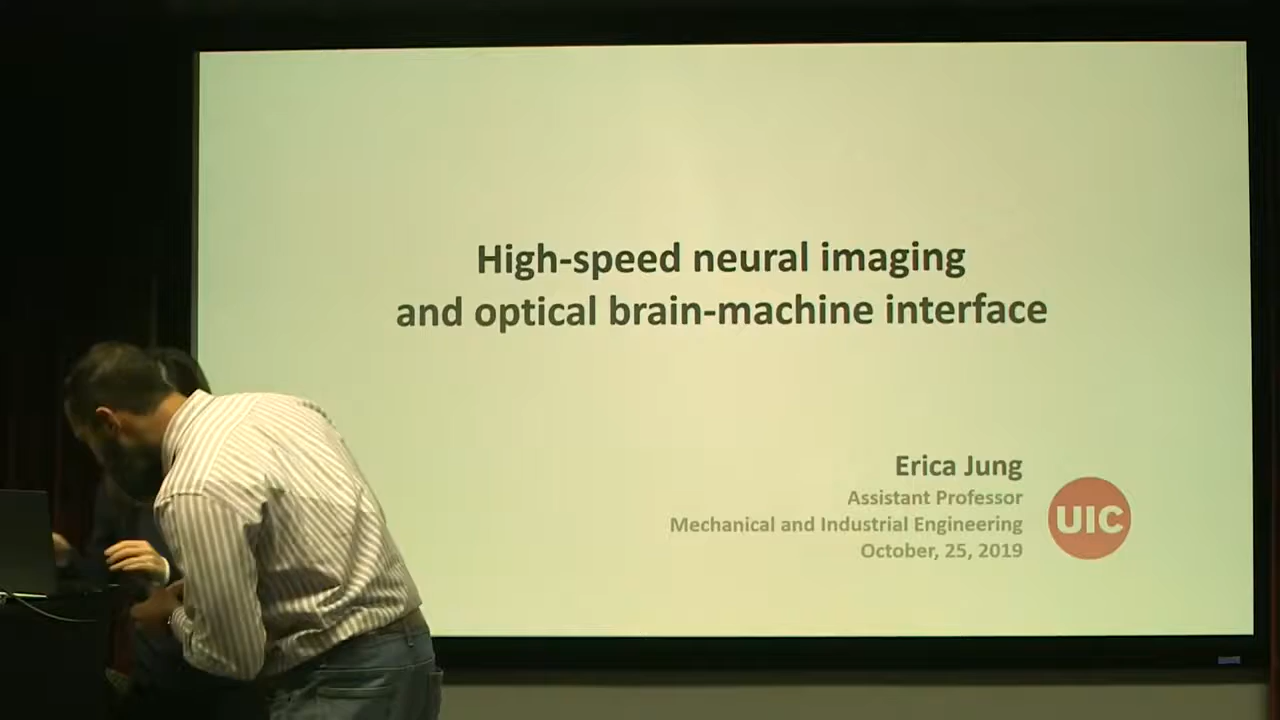 High-speed neural imaging
and optical brain-machine interface
Erica Jung
Assistant Professor
Mechanical and Industrial Engineering
October, 25, 2019
UIC